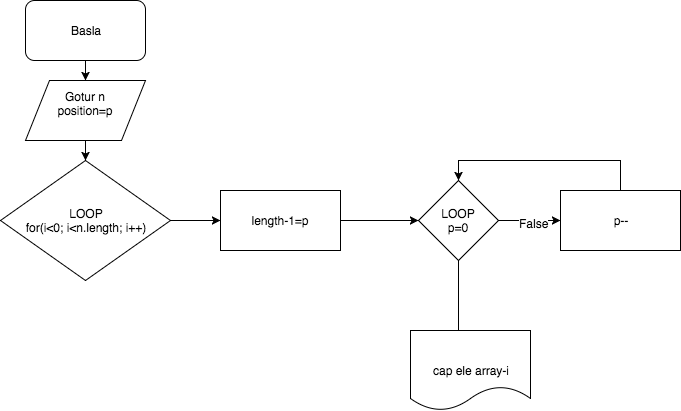 Basla
Gotur n
position=p
LOOP
for(i<0; i<n.length; i++)
length-1=p
LOOP
p=0
False
p--
cap ele array-i